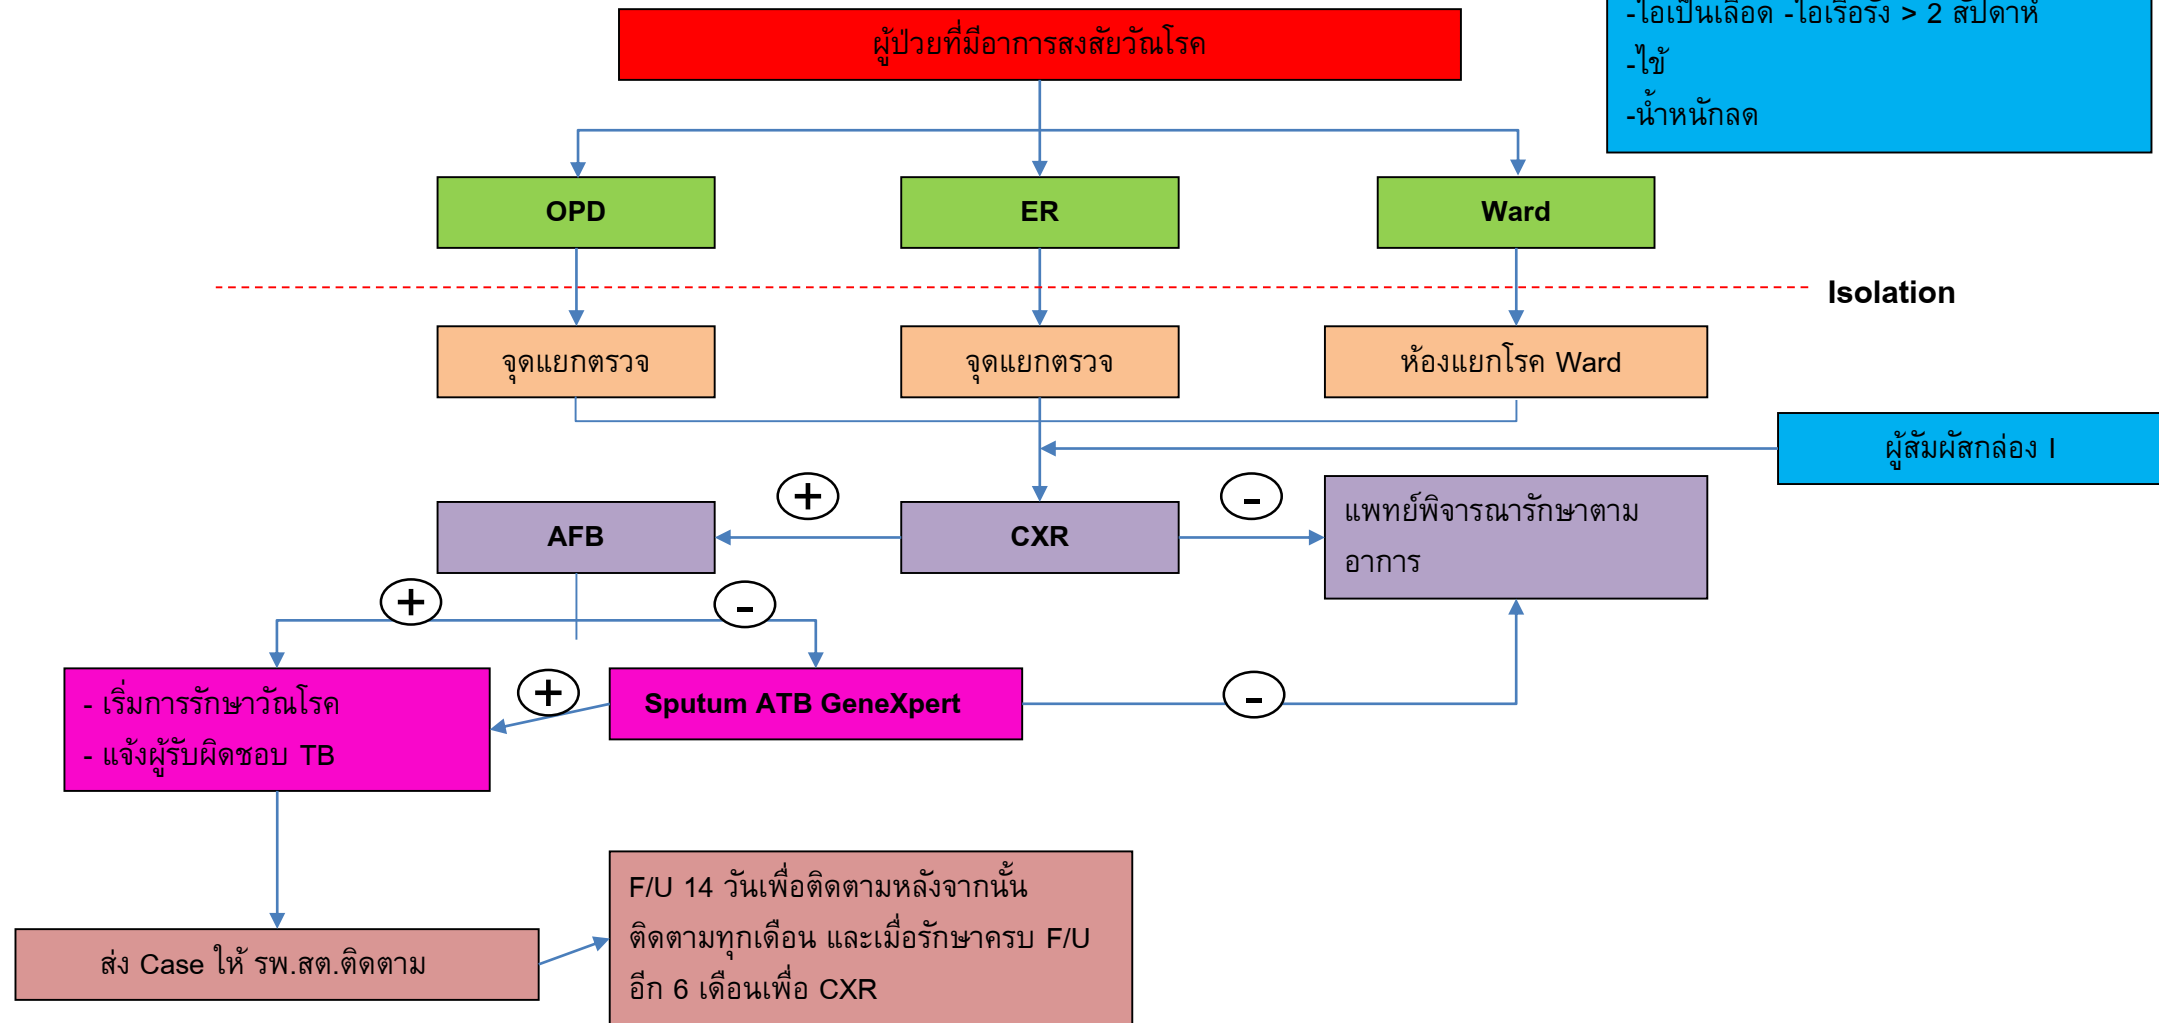 -ไอเป็นเลือด -ไอเรื้อรัง > 2 สัปดาห์
ผู้ป่วยที่มีอาการสงสัยวัณโรค
-ไข้
-น้ำหนักลด
OPD
ER
Ward
Isolation
จุดแยกตรวจ
จุดแยกตรวจ
ห้องแยกโรค Ward
ผู้สัมผัสกล่อง I
+
-
AFB
CXR
แพทย์พิจารณารักษาตาม
อาการ
+
-
- เริ่มการรักษาวัณโรค
- แจ้งผู้รับผิดชอบ TB
+
Sputum ATB GeneXpert
-
F/U 14 วันเพื่อติดตามหลังจากนั้น
ติดตามทุกเดือน และเมื่อรักษาครบ F/U
อีก 6 เดือนเพื่อ CXR
ส่ง Case ให้ รพ.สต.ติดตาม